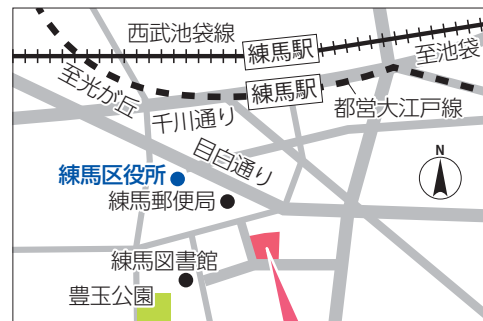 西武池袋線
練馬駅
至池袋
至光が丘
練馬駅
都営大江戸線
千川通り
目白通り
N
練馬区役所
練馬郵便局
練馬図書館
豊玉公園